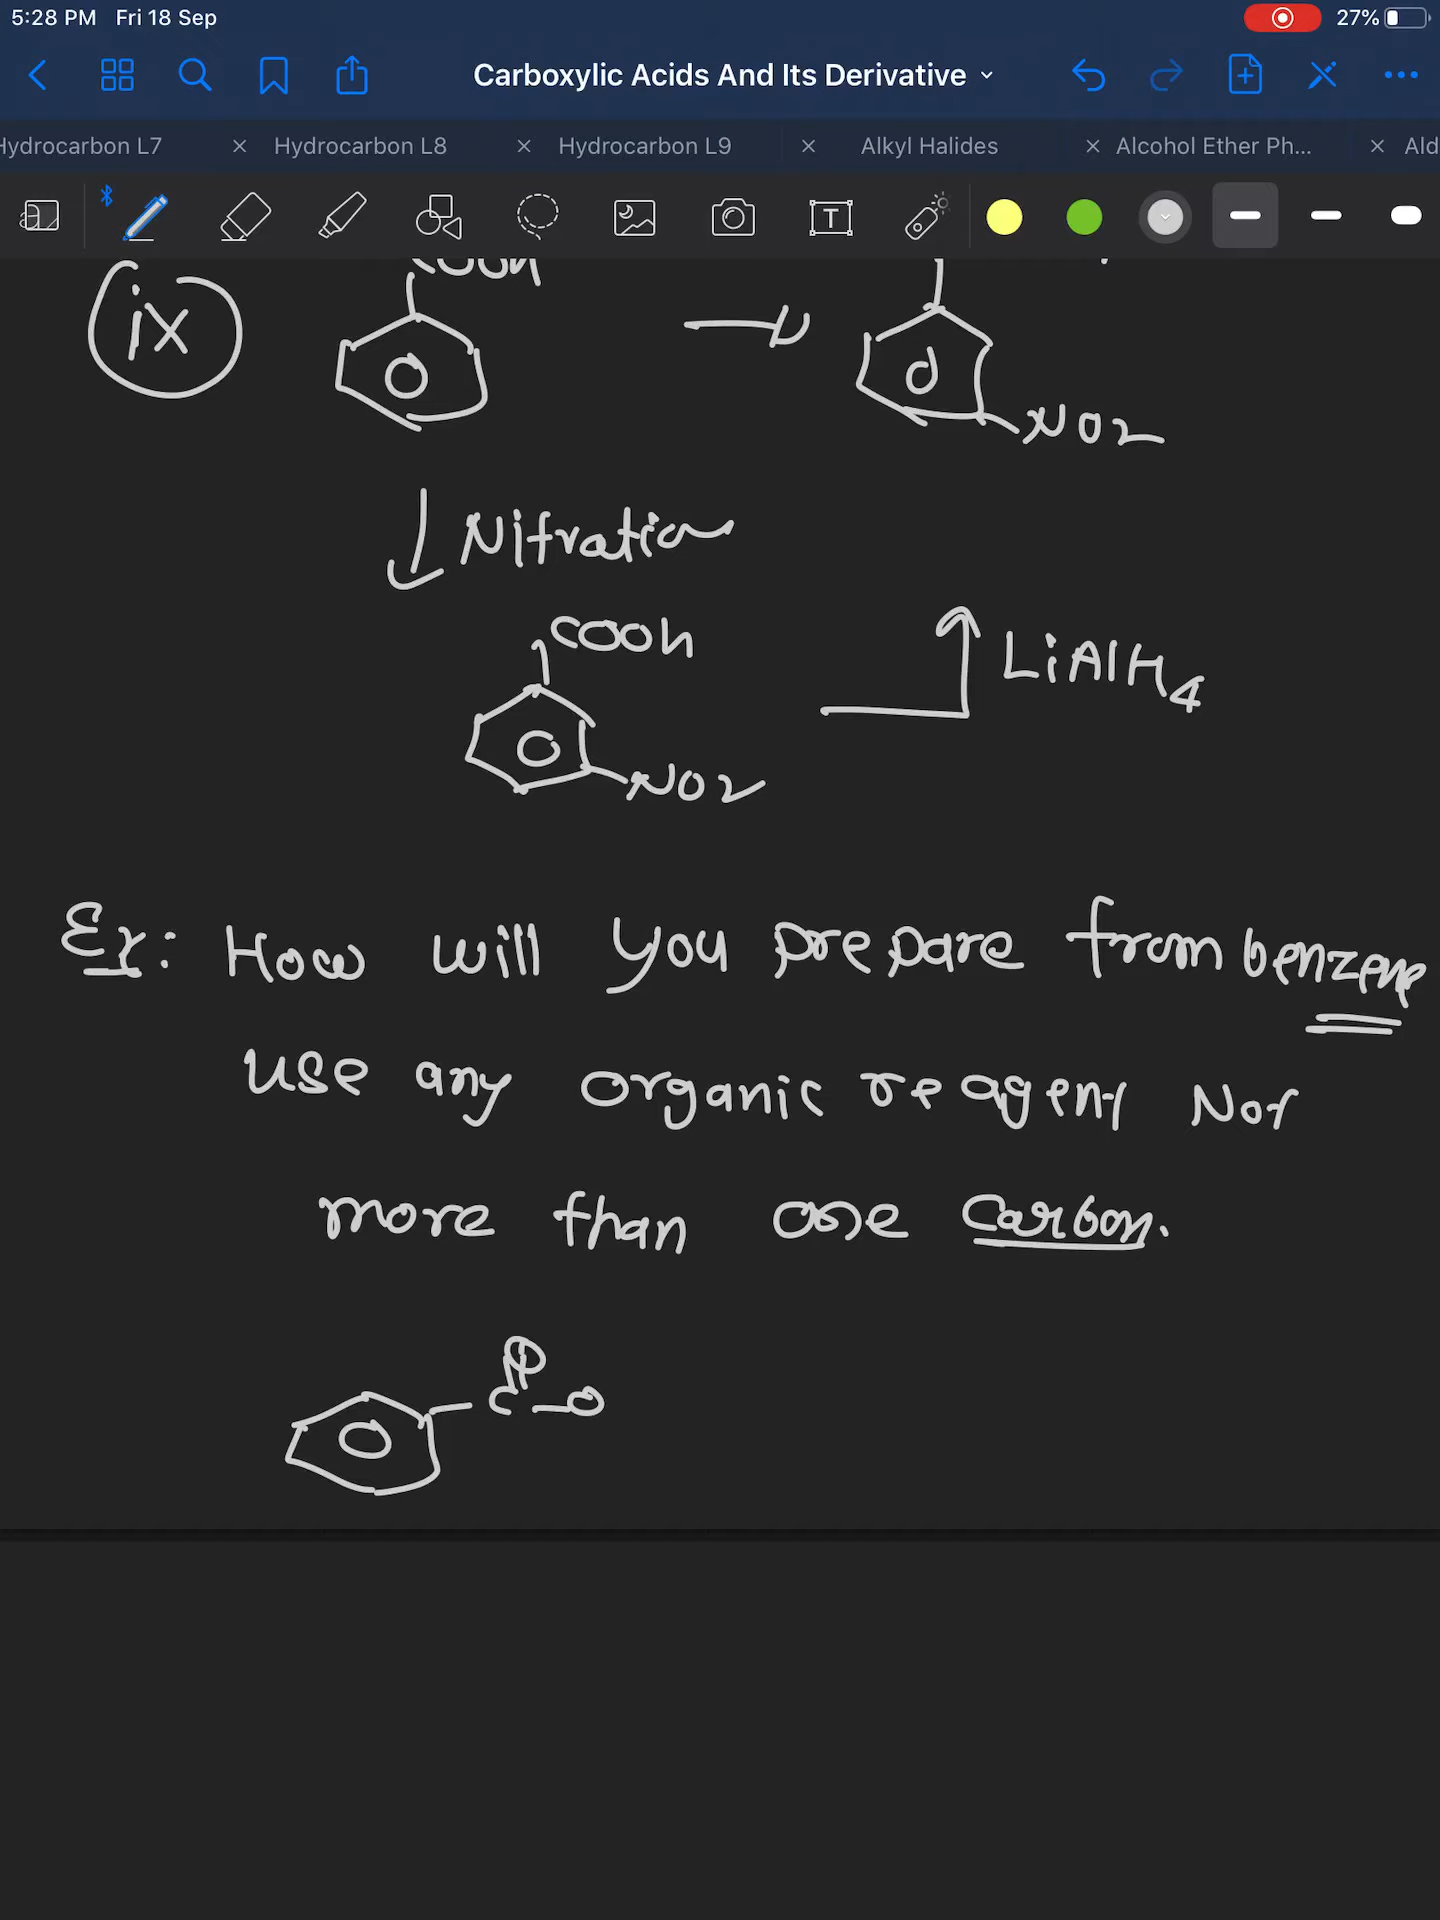 5:28 PM Fri 18 Sep 27%
Carboxylic Acids And Its Derivative
Hydrocarbon L7 × Hydrocarbon L8 × Hydrocarbon L9 × Alkyl Halides × Alcohol Ether Ph... × Ald
T
ix COOH
NO2
Nitration
COOH
LiAlH4
NO2
Ex: How will you prepare from benzene
use any organic reagent Not
more than one Carbon.
C-O